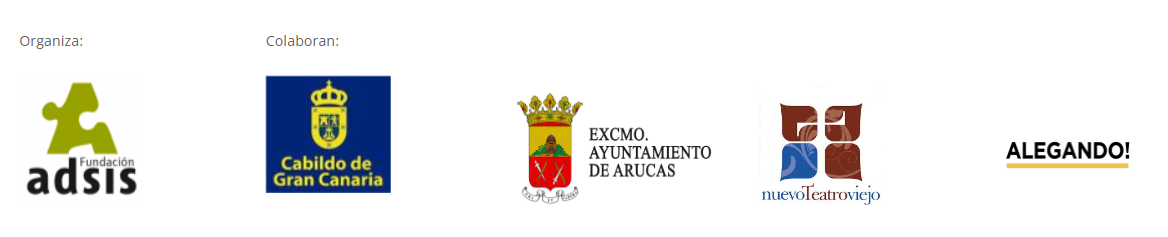 Organiza:
Colaboran:
Fundación
adsis
Cabildo de
Gran Canaria
EXCMO.
AYUNTAMIENTO
DE ARUCAS
nuevoTeatroviejo
ALEGANDO!